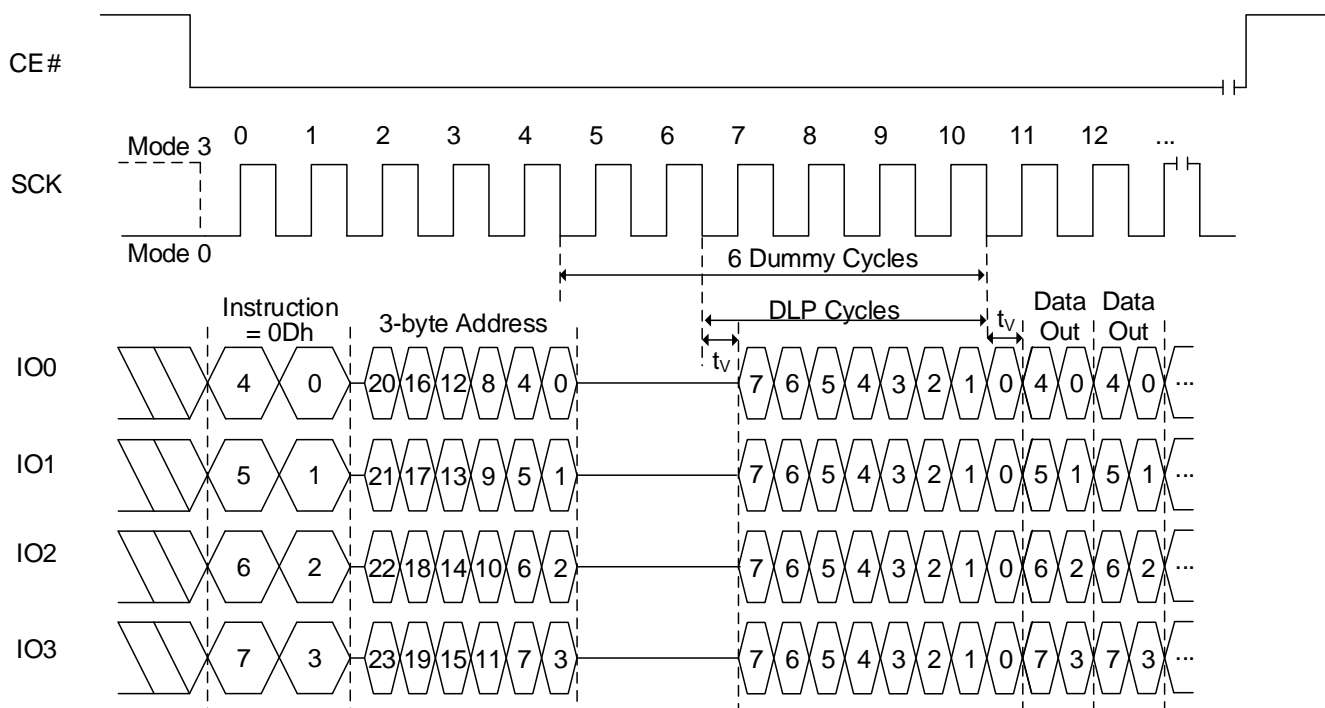 CE#
0 1 2 3 4 5 6 7 8 9 10 11 12 ...
Mode 3
SCK
Mode 0
6 Dummy Cycles
Instruction
= 0Dh
3-byte Address
DLP Cycles
Data
Out
Data
Out
tV
tV
IO0
4 0 20 16 12 8 4 0 7 6 5 4 3 2 1 0 4 0 4 0 ...
IO1
5 1 21 17 13 9 5 1 7 6 5 4 3 2 1 0 5 1 5 1 ...
IO2
6 2 22 18 14 10 6 2 7 6 5 4 3 2 1 0 6 2 6 2 ...
IO3
7 3 23 19 15 11 7 3 7 6 5 4 3 2 1 0 7 3 7 3 ...